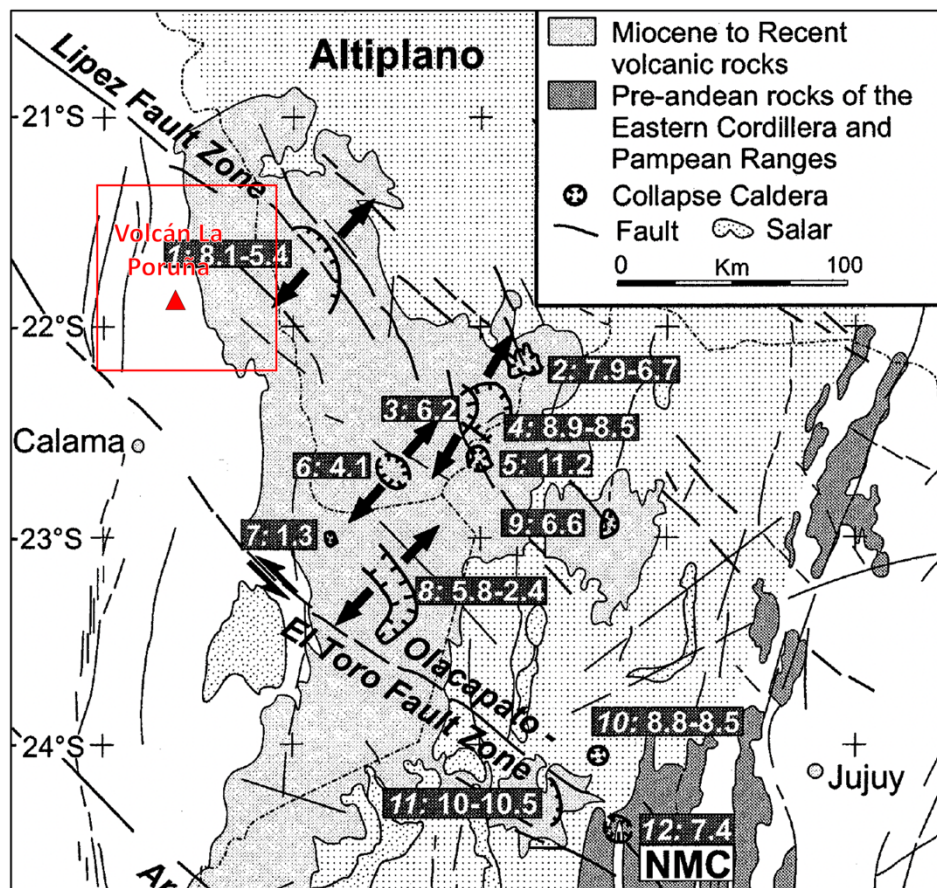 Altiplano
Lipez Fault Zone
Miocene to Recent
volcanic rocks
Pre-andean rocks of the
Eastern Cordillera and
Pampean Ranges
Collapse Caldera
Fault
Salar
0 Km 100
21°S
Volcán La
Poruña
1: 8.1-5.4
22°S
2: 7.9-6.7
3: 6.2
4: 8.9-8.5
Calama
6: 4.1
5: 11.2
9: 6.6
7: 1.3
23°S
8: 5.8-2.4
Olacapato -
El Toro Fault Zone
10: 8.8-8.5
24°S
Jujuy
11: 10-10.5
12: 7.4
NMC